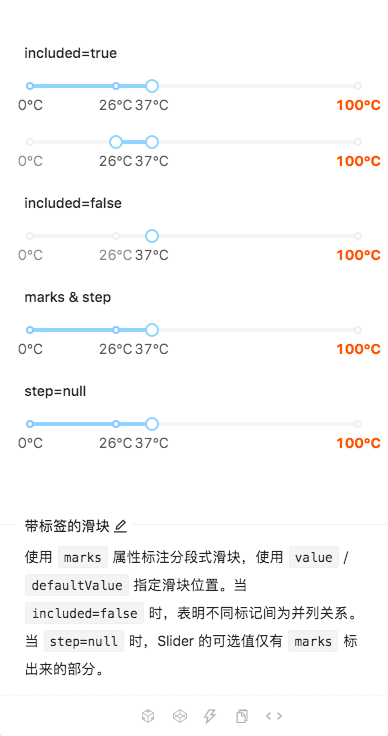 included=true
0°C 26°C 37°C 100°C
0°C 26°C 37°C 100°C
included=false
0°C 26°C 37°C 100°C
marks & step
0°C 26°C 37°C 100°C
step=null
0°C 26°C 37°C 100°C
带标签的滑块
使用 marks 属性标注分段式滑块，使用 value /
defaultValue 指定滑块位置。当
included=false 时，表明不同标记间为并列关系。
当 step=null 时，Slider 的可选值仅有 marks 标
出来的部分。